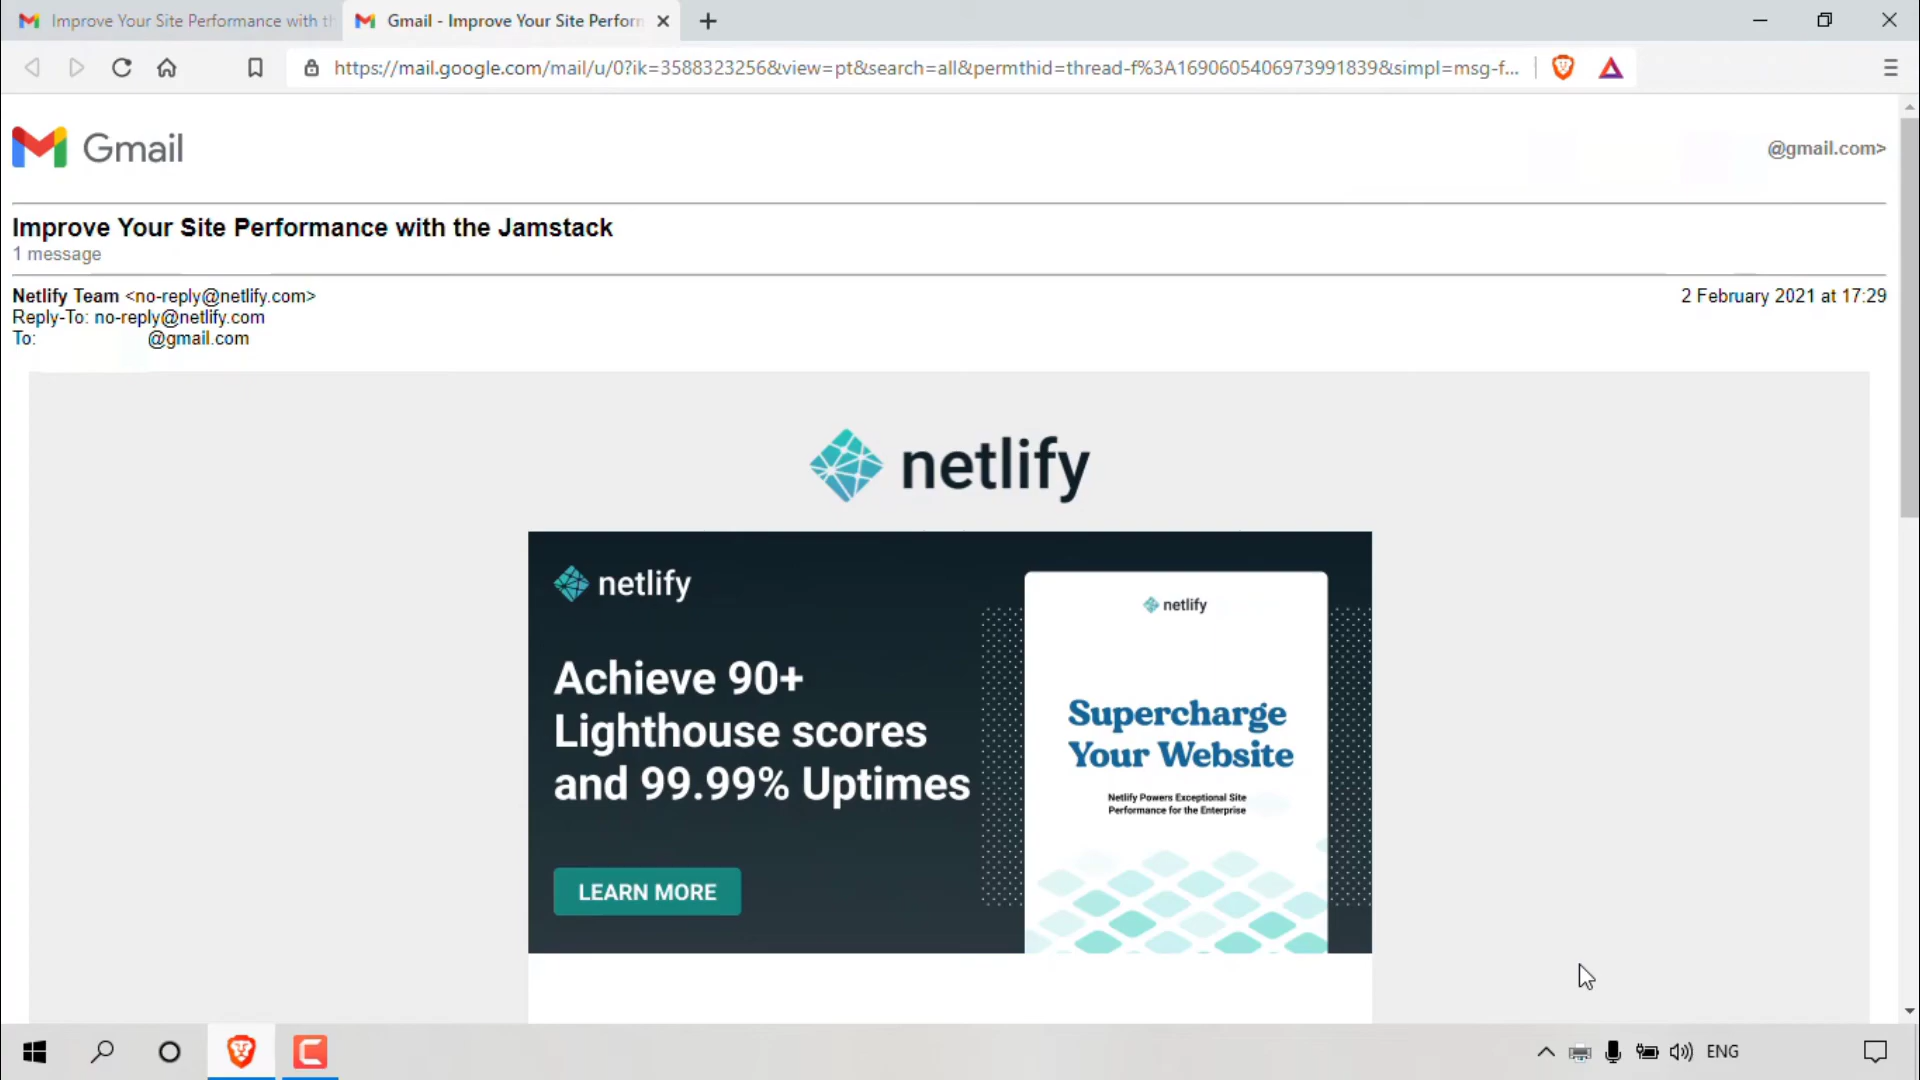 Improve Your Site Performance with th
Gmail - Improve Your Site Perforn
https://mail.google.com/mail/u/0?ik=3588323256&view=pt&search=all&permthid=thread-f%3A1690605406973991839&simpl=msg-f...
Gmail
@gmail.com>
Improve Your Site Performance with the Jamstack
1 message
Netlify Team <no-reply@netlify.com>
2 February 2021 at 17:29
Reply-To: no-reply@netlify.com
To: @gmail.com
netlify
netlify
Achieve 90+
Lighthouse scores
and 99.99% Uptimes
LEARN MORE
netlify
Supercharge
Your Website
Netlify Powers Exceptional Site
Performance for the Enterprise
ENG